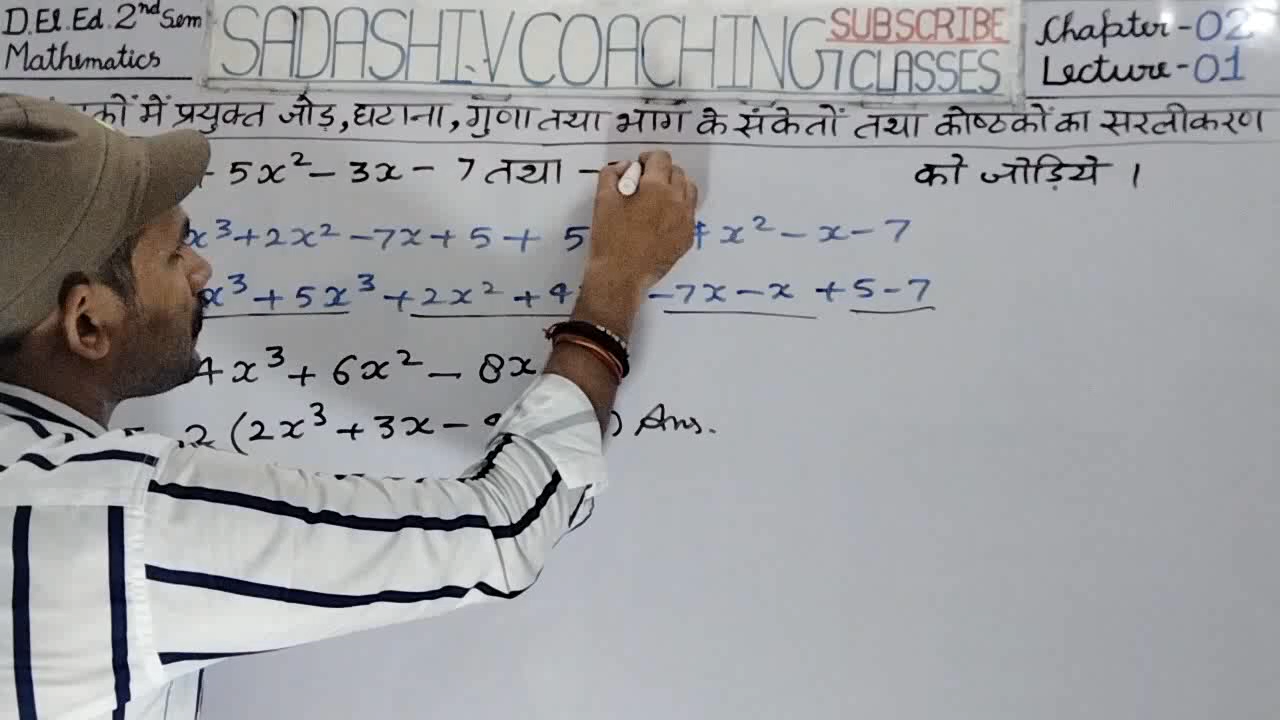 D.El.Ed. 2nd Sem
Mathematics
SADASHIV COACHING CLASSES
SUBSCRIBE
Chapter - 02
Lecture - 01
में प्रयुक्त जोड़, घटाना, गुणा तथा भाग के संकेतों तथा कोष्ठकों का सरलीकरण
5x² - 3x - 7 तथा - को जोड़िये ।
x³ + 2x² - 7x + 5 + 5 x² - x - 7
x³ + 5x³ + 2x² + 4 - 7x - x + 5 - 7
4x³ + 6x² - 8x
2 (2x³ + 3x - ) Ans.